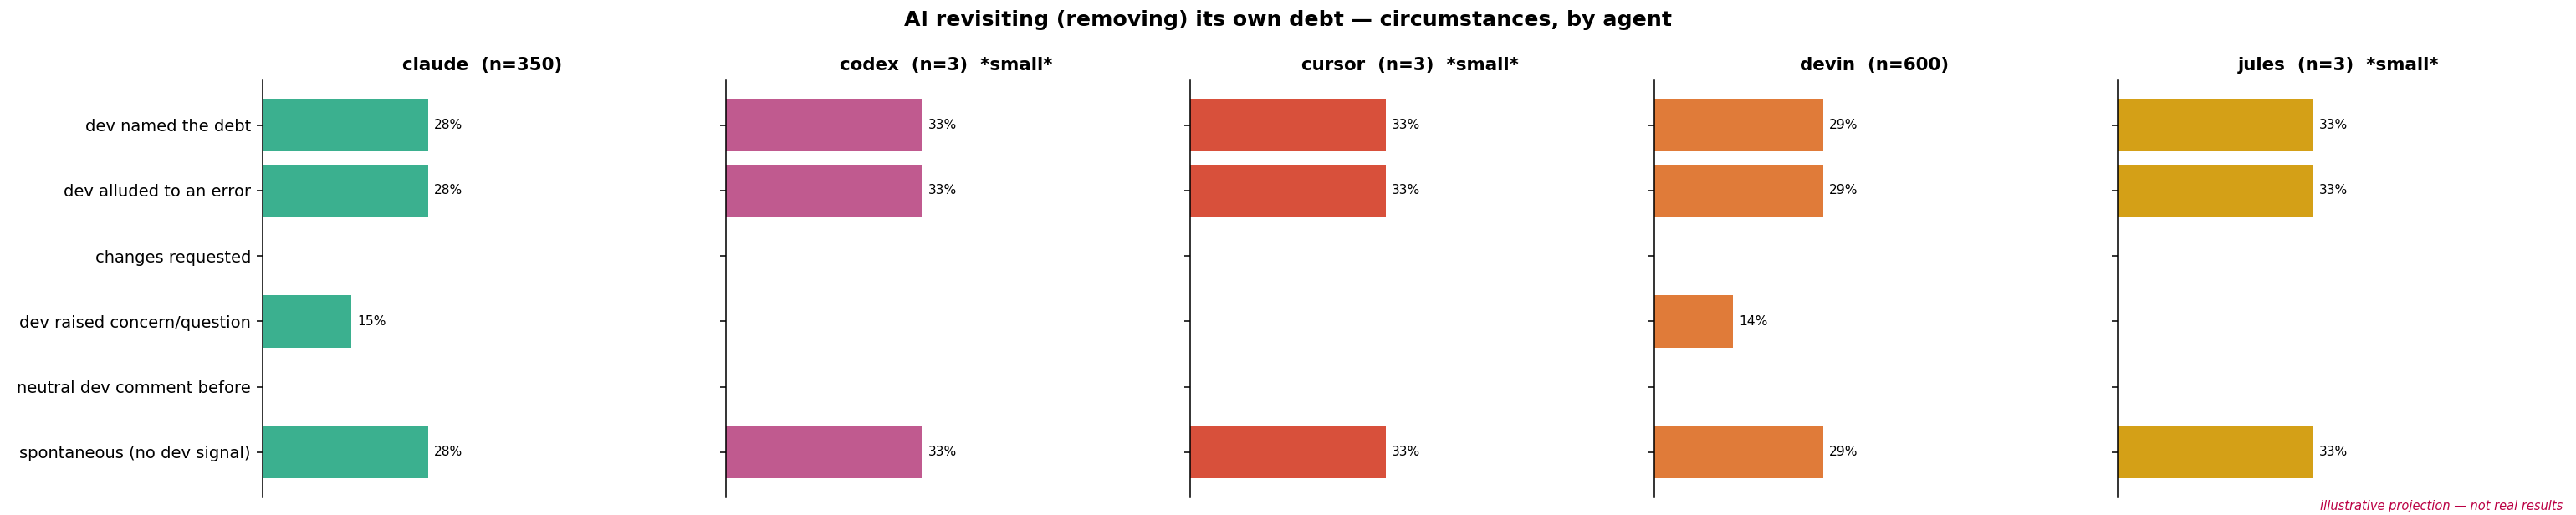 AI revisiting (removing) its own debt — circumstances, by agent
claude  (n=350)
codex  (n=3)  *small*
cursor  (n=3)  *small*
devin  (n=600)
jules  (n=3)  *small*
dev named the debt
28%
33%
33%
29%
33%
dev alluded to an error
28%
33%
33%
29%
33%
changes requested
dev raised concern/question
15%
14%
neutral dev comment before
spontaneous (no dev signal)
28%
33%
33%
29%
33%
illustrative projection — not real results